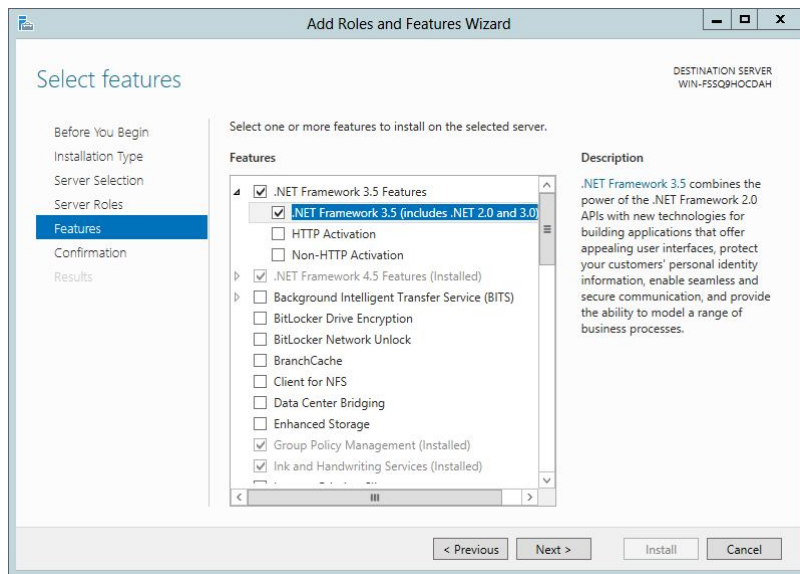 Add Roles and Features Wizard
Select features
DESTINATION SERVER
WIN-FSSQ9HOCDAH
Before You Begin
Installation Type
Server Selection
Server Roles
Features
Confirmation
Results
Select one or more features to install on the selected server.
Features
.NET Framework 3.5 Features
.NET Framework 3.5 (includes .NET 2.0 and 3.0)
HTTP Activation
Non-HTTP Activation
.NET Framework 4.5 Features (Installed)
Background Intelligent Transfer Service (BITS)
BitLocker Drive Encryption
BitLocker Network Unlock
BranchCache
Client for NFS
Data Center Bridging
Enhanced Storage
Group Policy Management (Installed)
Ink and Handwriting Services (Installed)
Description
.NET Framework 3.5 combines the
power of the .NET Framework 2.0
APIs with new technologies for
building applications that offer
appealing user interfaces, protect
your customers' personal identity
information, enable seamless and
secure communication, and provide
the ability to model a range of
business processes.
< Previous
Next >
Install
Cancel